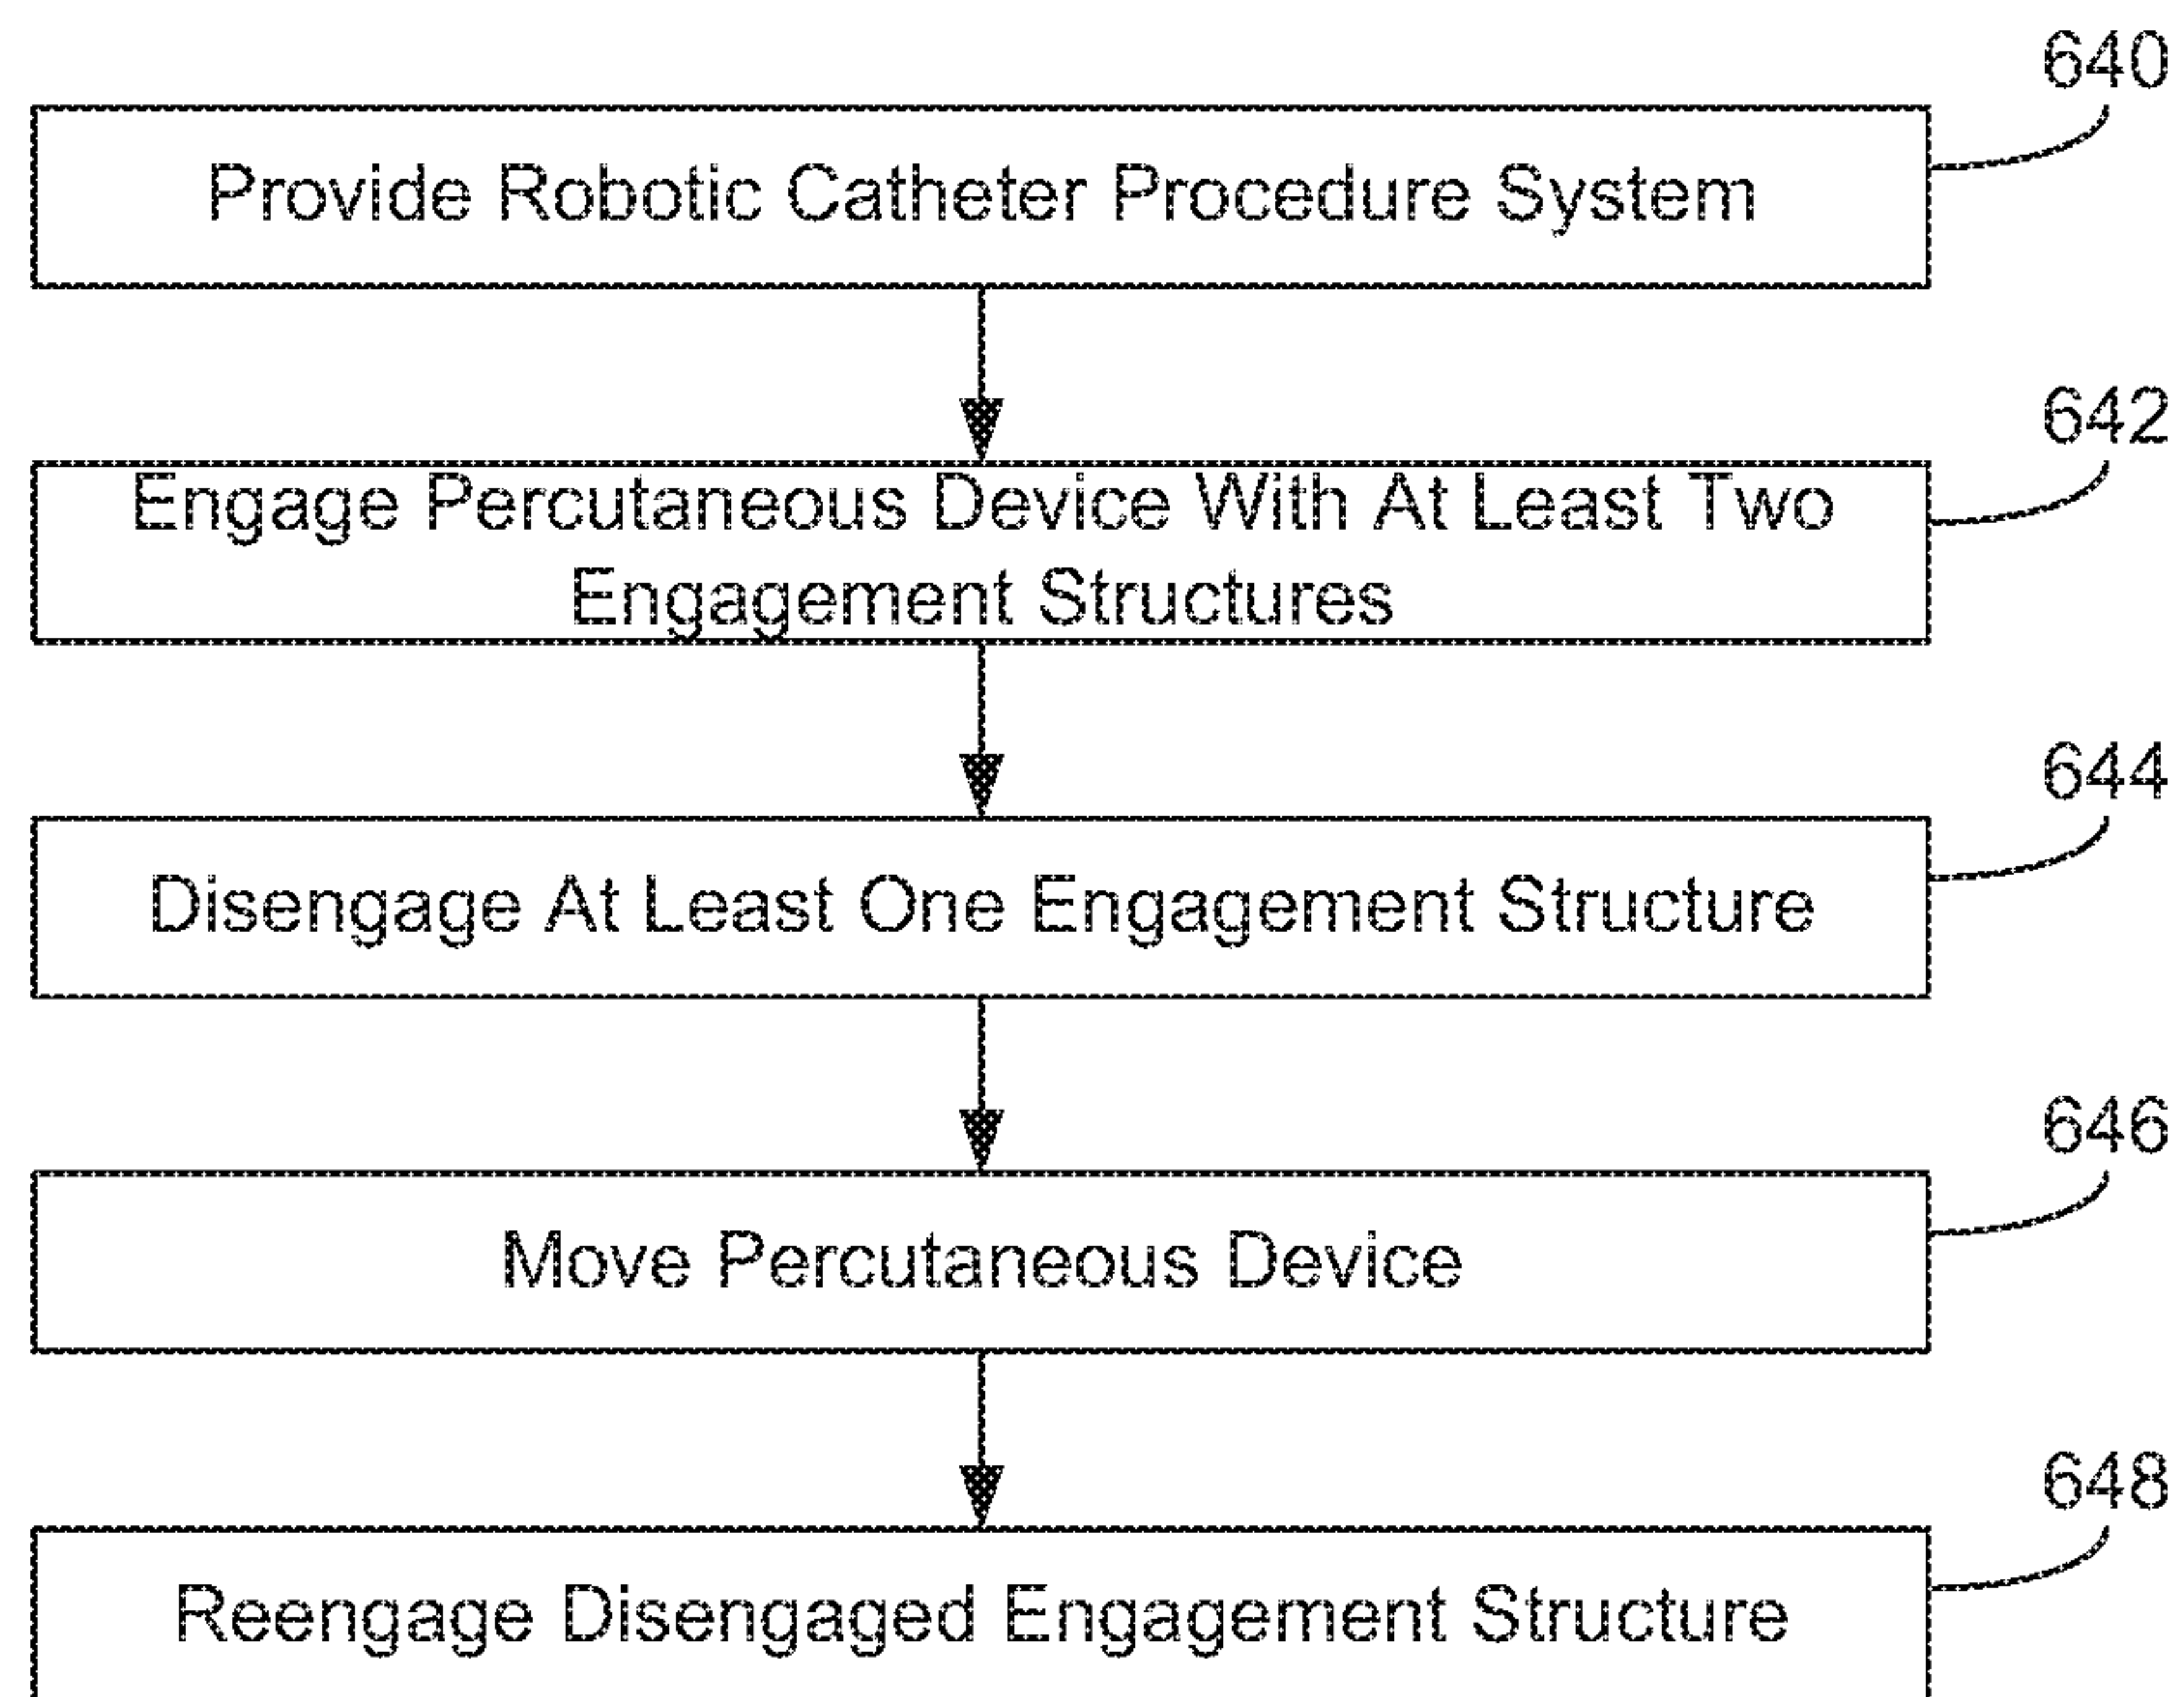 640
Provide Robotic Catheter Procedure System
642
Engage Percutaneous Device With At Least Two
Engagement Structures
644
Disengage At Least One Engagement Structure
646
Move Percutaneous Device
648
Reengage Disengaged Engagement Structure